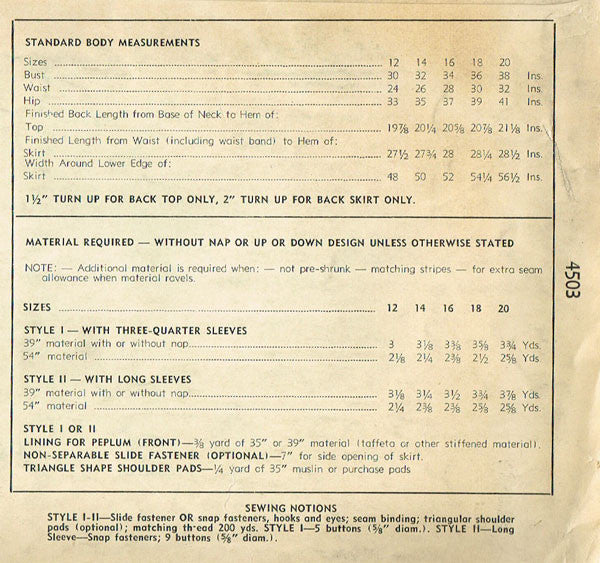 STANDARD BODY MEASUREMENTS
Sizes 12 14 16 18 20
Bust 30 32 34 36 38 Ins.
Waist 24 26 28 30 32 Ins.
Hip 33 35 37 39 41 Ins.
Finished Back Length from Base of Neck to Hem of:
Top 19⅞ 20¼ 20⅝ 20⅞ 21⅛ Ins.
Finished Length from Waist (including waist band) to Hem of:
Skirt 27½ 27¾ 28 28¼ 28½ Ins.
Width Around Lower Edge of:
Skirt 48 50 52 54¼ 56½ Ins.
1½" TURN UP FOR BACK TOP ONLY, 2" TURN UP FOR BACK SKIRT ONLY.
MATERIAL REQUIRED — WITHOUT NAP OR UP OR DOWN DESIGN UNLESS OTHERWISE STATED
NOTE: — Additional material is required when: — not pre-shrunk — matching stripes — for extra seam
allowance when material ravels.
4503
SIZES 12 14 16 18 20
STYLE I — WITH THREE-QUARTER SLEEVES
39" material with or without nap 3 3⅛ 3⅜ 3⅝ 3¾ Yds.
54" material 2⅛ 2¼ 2⅜ 2½ 2⅝ Yds.
STYLE II — WITH LONG SLEEVES
39" material with or without nap 3⅛ 3¼ 3½ 3¾ 3⅞ Yds.
54" material 2¼ 2⅜ 2⅜ 2⅝ 2⅝ Yds.
STYLE I OR II
LINING FOR PEPLUM (FRONT)—⅜ yard of 35" or 39" material (taffeta or other stiffened material).
NON-SEPARABLE SLIDE FASTENER (OPTIONAL)—7" for side opening of skirt.
TRIANGLE SHAPE SHOULDER PADS—¼ yard of 35" muslin or purchase pads
SEWING NOTIONS
STYLE I-II—Slide fastener OR snap fasteners, hooks and eyes; seam binding; triangular shoulder
pads (optional); matching thread 200 yds. STYLE I—5 buttons (⅝" diam.). STYLE II—Long
Sleeve—Snap fasteners; 9 buttons (⅝" diam.).